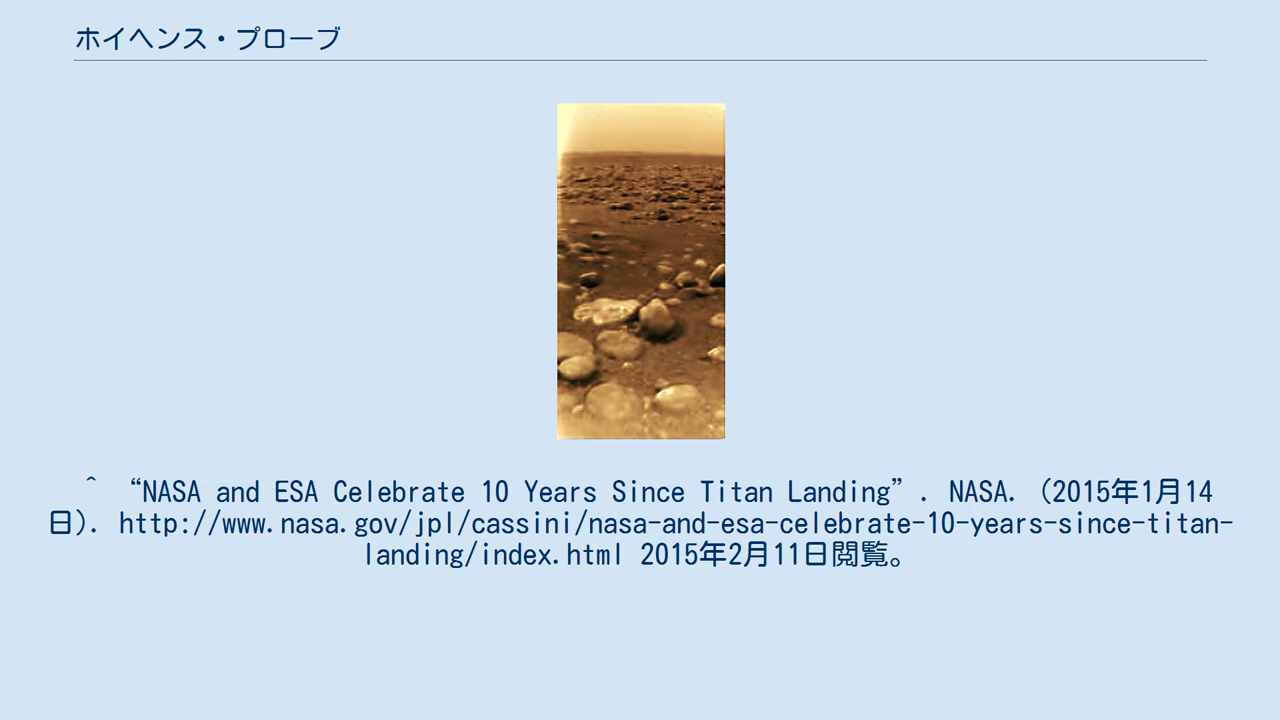 ホイヘンス・プローブ
^ “NASA and ESA Celebrate 10 Years Since Titan Landing”. NASA. (2015年1月14
日). http://www.nasa.gov/jpl/cassini/nasa-and-esa-celebrate-10-years-since-titan-
landing/index.html 2015年2月11日閲覧。